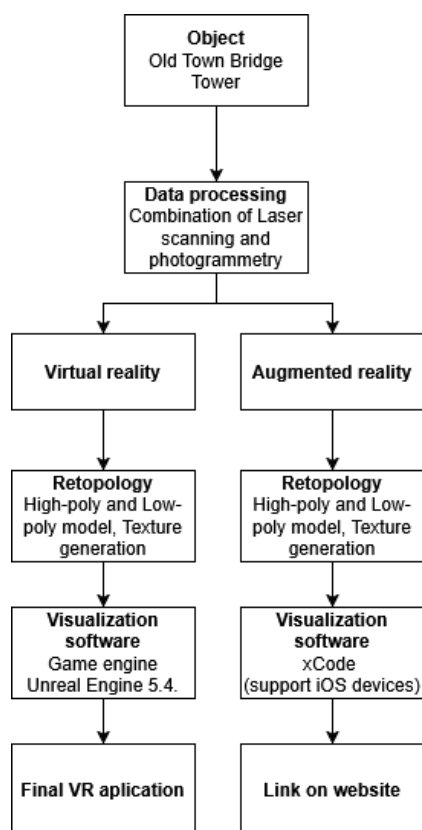 Object
Old Town Bridge
Tower
Data processing
Combination of Laser
scanning and
photogrammetry
Virtual reality
Augmented reality
Retopology
High-poly and Low-
poly model, Texture
generation
Retopology
High-poly and Low-
poly model, Texture
generation
Visualization
software
Game engine
Unreal Engine 5.4.
Visualization
software
xCode
(support iOS devices)
Final VR aplication
Link on website